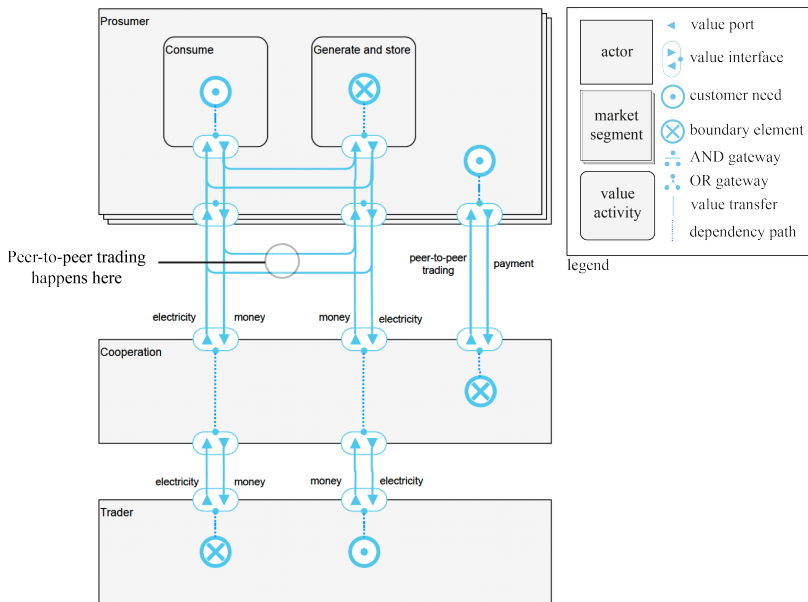 Prosumer
Consume
Generate and store
Peer-to-peer trading
happens here
peer-to-peer
trading
payment
electricity
money
money
electricity
Cooperation
electricity
money
money
electricity
Trader
actor
market
segment
value
activity
value port
value interface
customer need
boundary element
AND gateway
OR gateway
value transfer
dependency path
legend